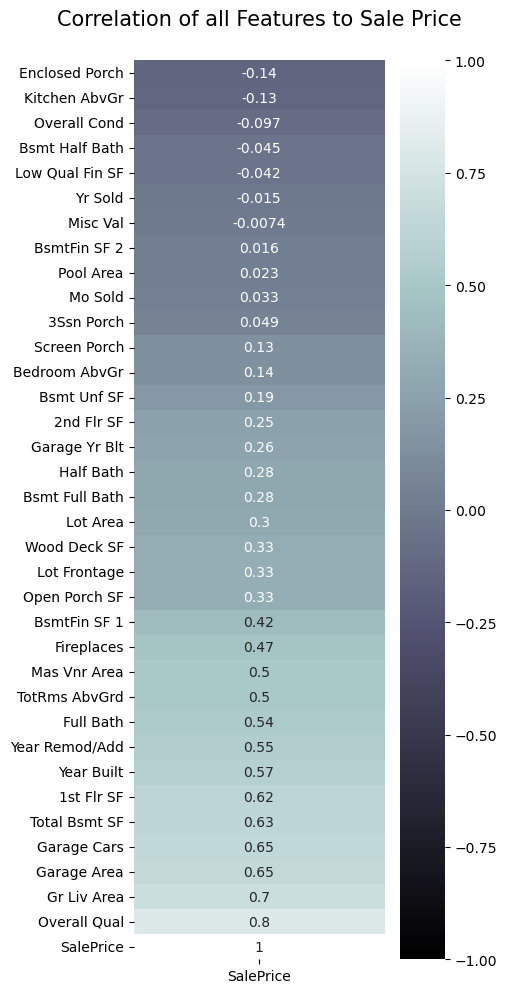 Correlation of all Features to Sale Price
Enclosed Porch -0.14
Kitchen AbvGr -0.13
Overall Cond -0.097
Bsmt Half Bath -0.045
Low Qual Fin SF -0.042
Yr Sold -0.015
Misc Val -0.0074
BsmtFin SF 2 0.016
Pool Area 0.023
Mo Sold 0.033
3Ssn Porch 0.049
Screen Porch 0.13
Bedroom AbvGr 0.14
Bsmt Unf SF 0.19
2nd Flr SF 0.25
Garage Yr Blt 0.26
Half Bath 0.28
Bsmt Full Bath 0.28
Lot Area 0.3
Wood Deck SF 0.33
Lot Frontage 0.33
Open Porch SF 0.33
BsmtFin SF 1 0.42
Fireplaces 0.47
Mas Vnr Area 0.5
TotRms AbvGrd 0.5
Full Bath 0.54
Year Remod/Add 0.55
Year Built 0.57
1st Flr SF 0.62
Total Bsmt SF 0.63
Garage Cars 0.65
Garage Area 0.65
Gr Liv Area 0.7
Overall Qual 0.8
SalePrice 1
SalePrice
1.00
0.75
0.50
0.25
0.00
−0.25
−0.50
−0.75
−1.00